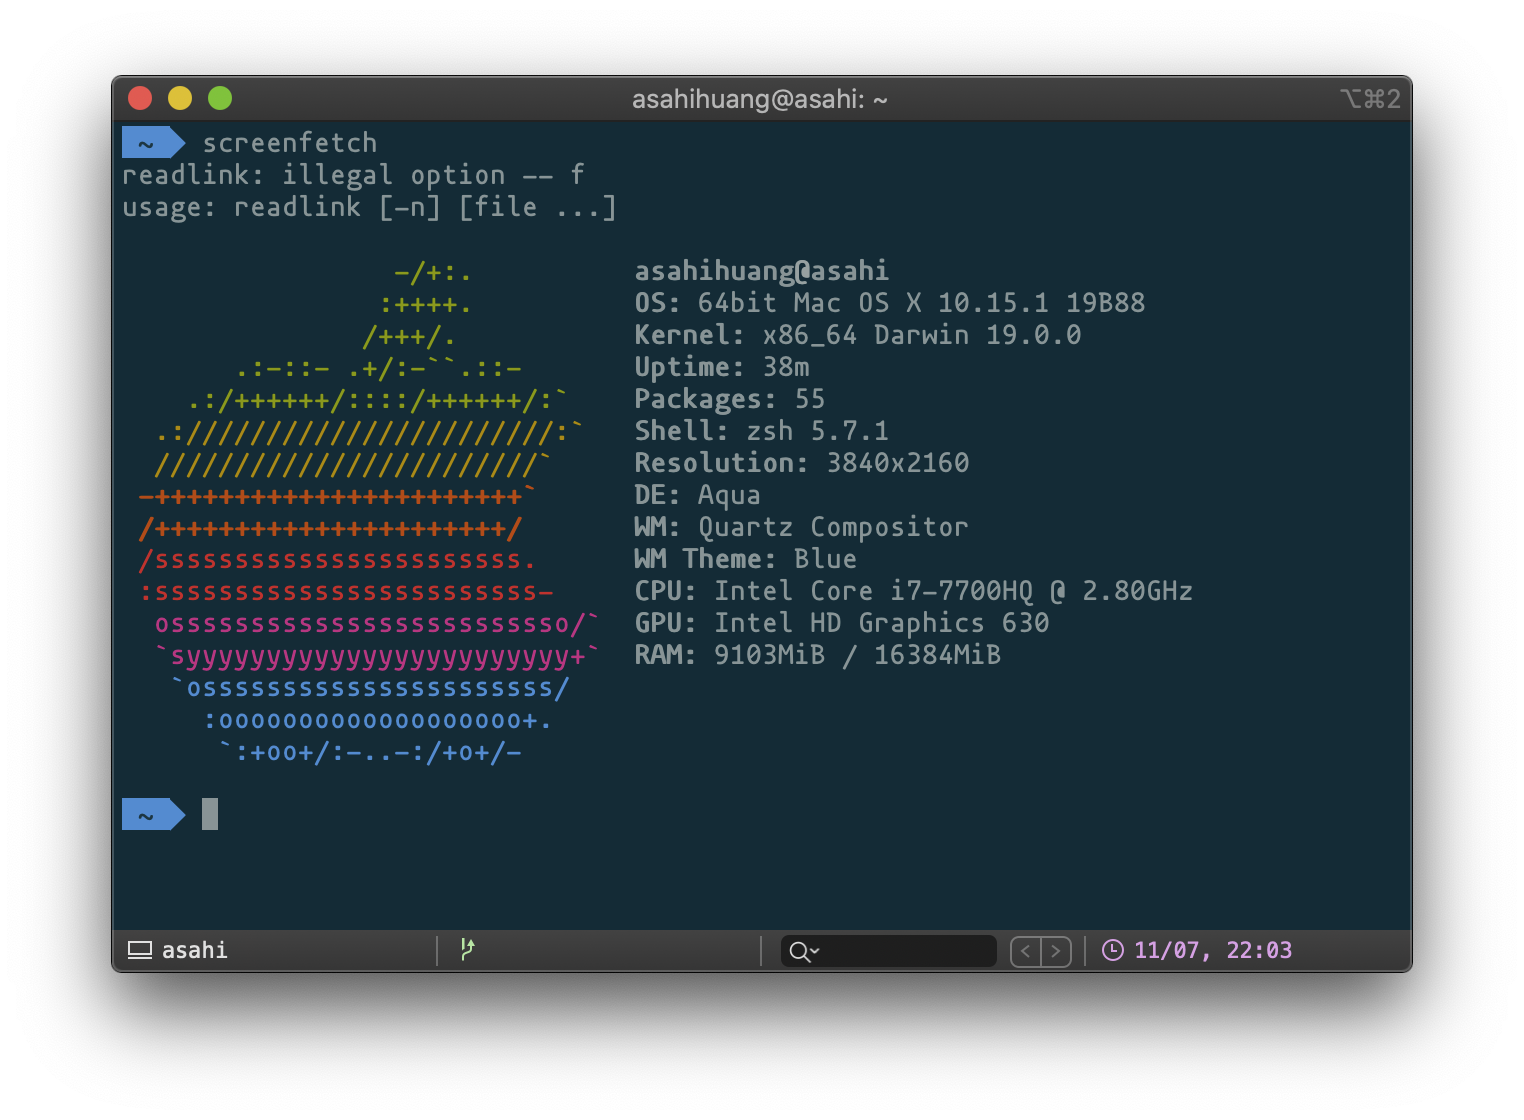 asahihuang@asahi: ~
⌥⌘2
~ screenfetch
readlink: illegal option -- f
usage: readlink [-n] [file ...]
                 -/+:.          asahihuang@asahi
                :++++.          OS: 64bit Mac OS X 10.15.1 19B88
               /+++/.           Kernel: x86_64 Darwin 19.0.0
       .:-::- .+/:-``.::-       Uptime: 38m
    .:/++++++/::::/++++++/:`    Packages: 55
  .:///////////////////////:`   Shell: zsh 5.7.1
  ////////////////////////`     Resolution: 3840x2160
 -+++++++++++++++++++++++`      DE: Aqua
 /++++++++++++++++++++++/       WM: Quartz Compositor
 /sssssssssssssssssssssss.      WM Theme: Blue
 :ssssssssssssssssssssssss-     CPU: Intel Core i7-7700HQ @ 2.80GHz
  osssssssssssssssssssssssso/`  GPU: Intel HD Graphics 630
  `syyyyyyyyyyyyyyyyyyyyyyyy+`  RAM: 9103MiB / 16384MiB
   `ossssssssssssssssssssss/
     :ooooooooooooooooooo+.
      `:+oo+/:-..-:/+o+/-
~
asahi
11/07, 22:03